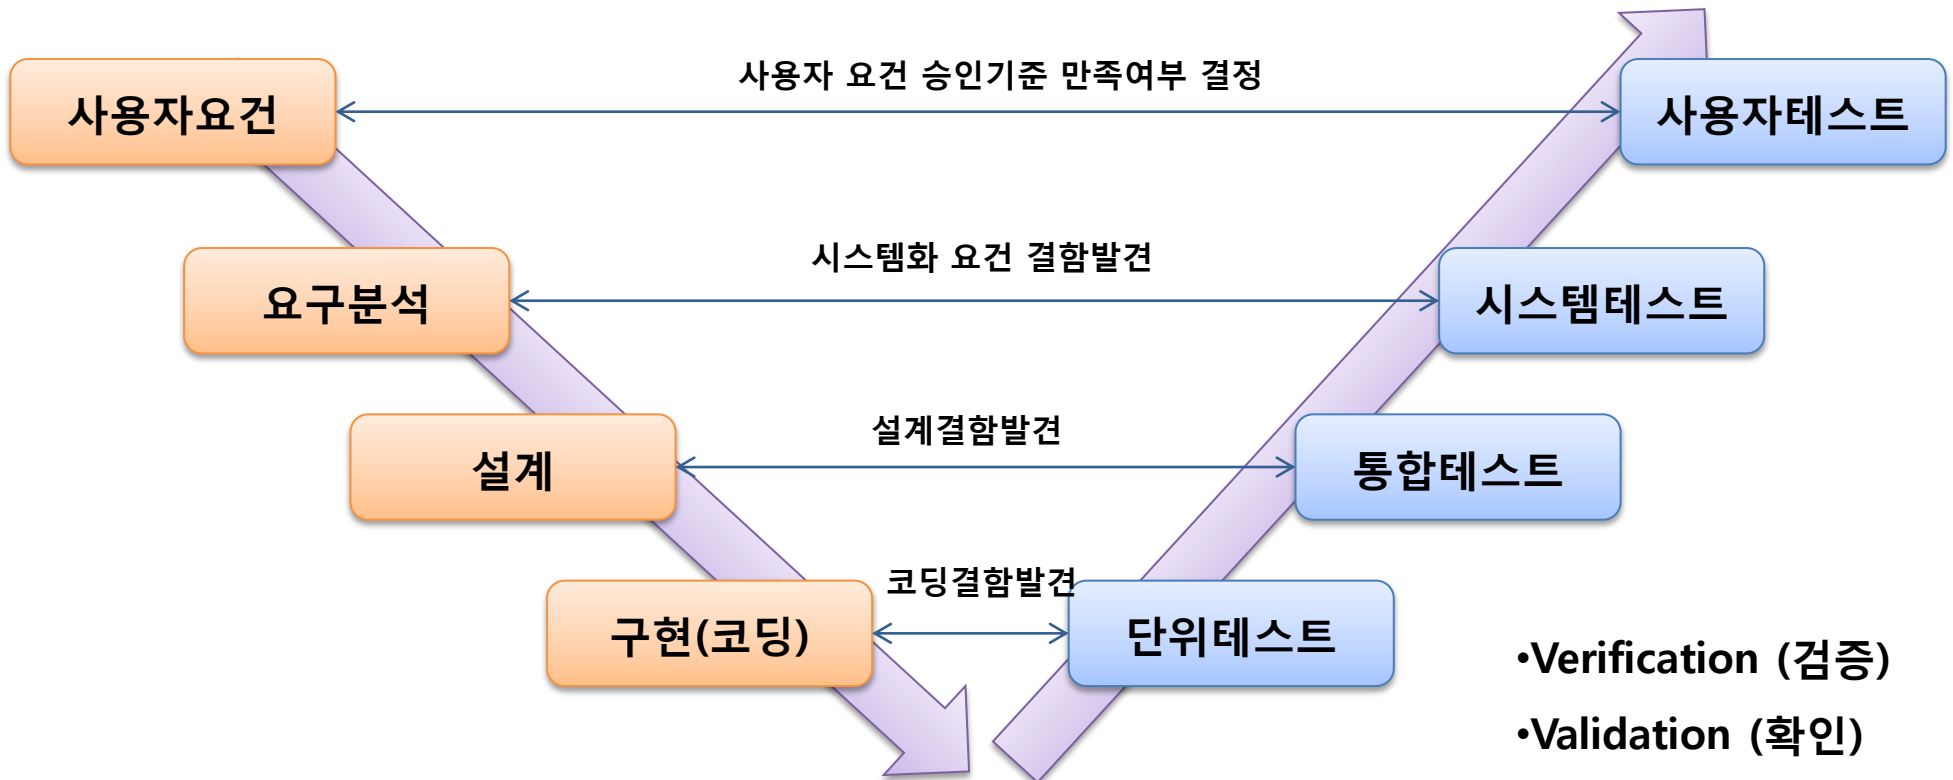 사용자 요건 승인기준 만족여부 결정
사용자요건
사용자테스트
시스템화 요건 결함발견
요구분석
시스템테스트
설계결함발견
설계
통합테스트
코딩결함발견
구현(코딩)
단위테스트
•Verification (검증)
•Validation (확인)